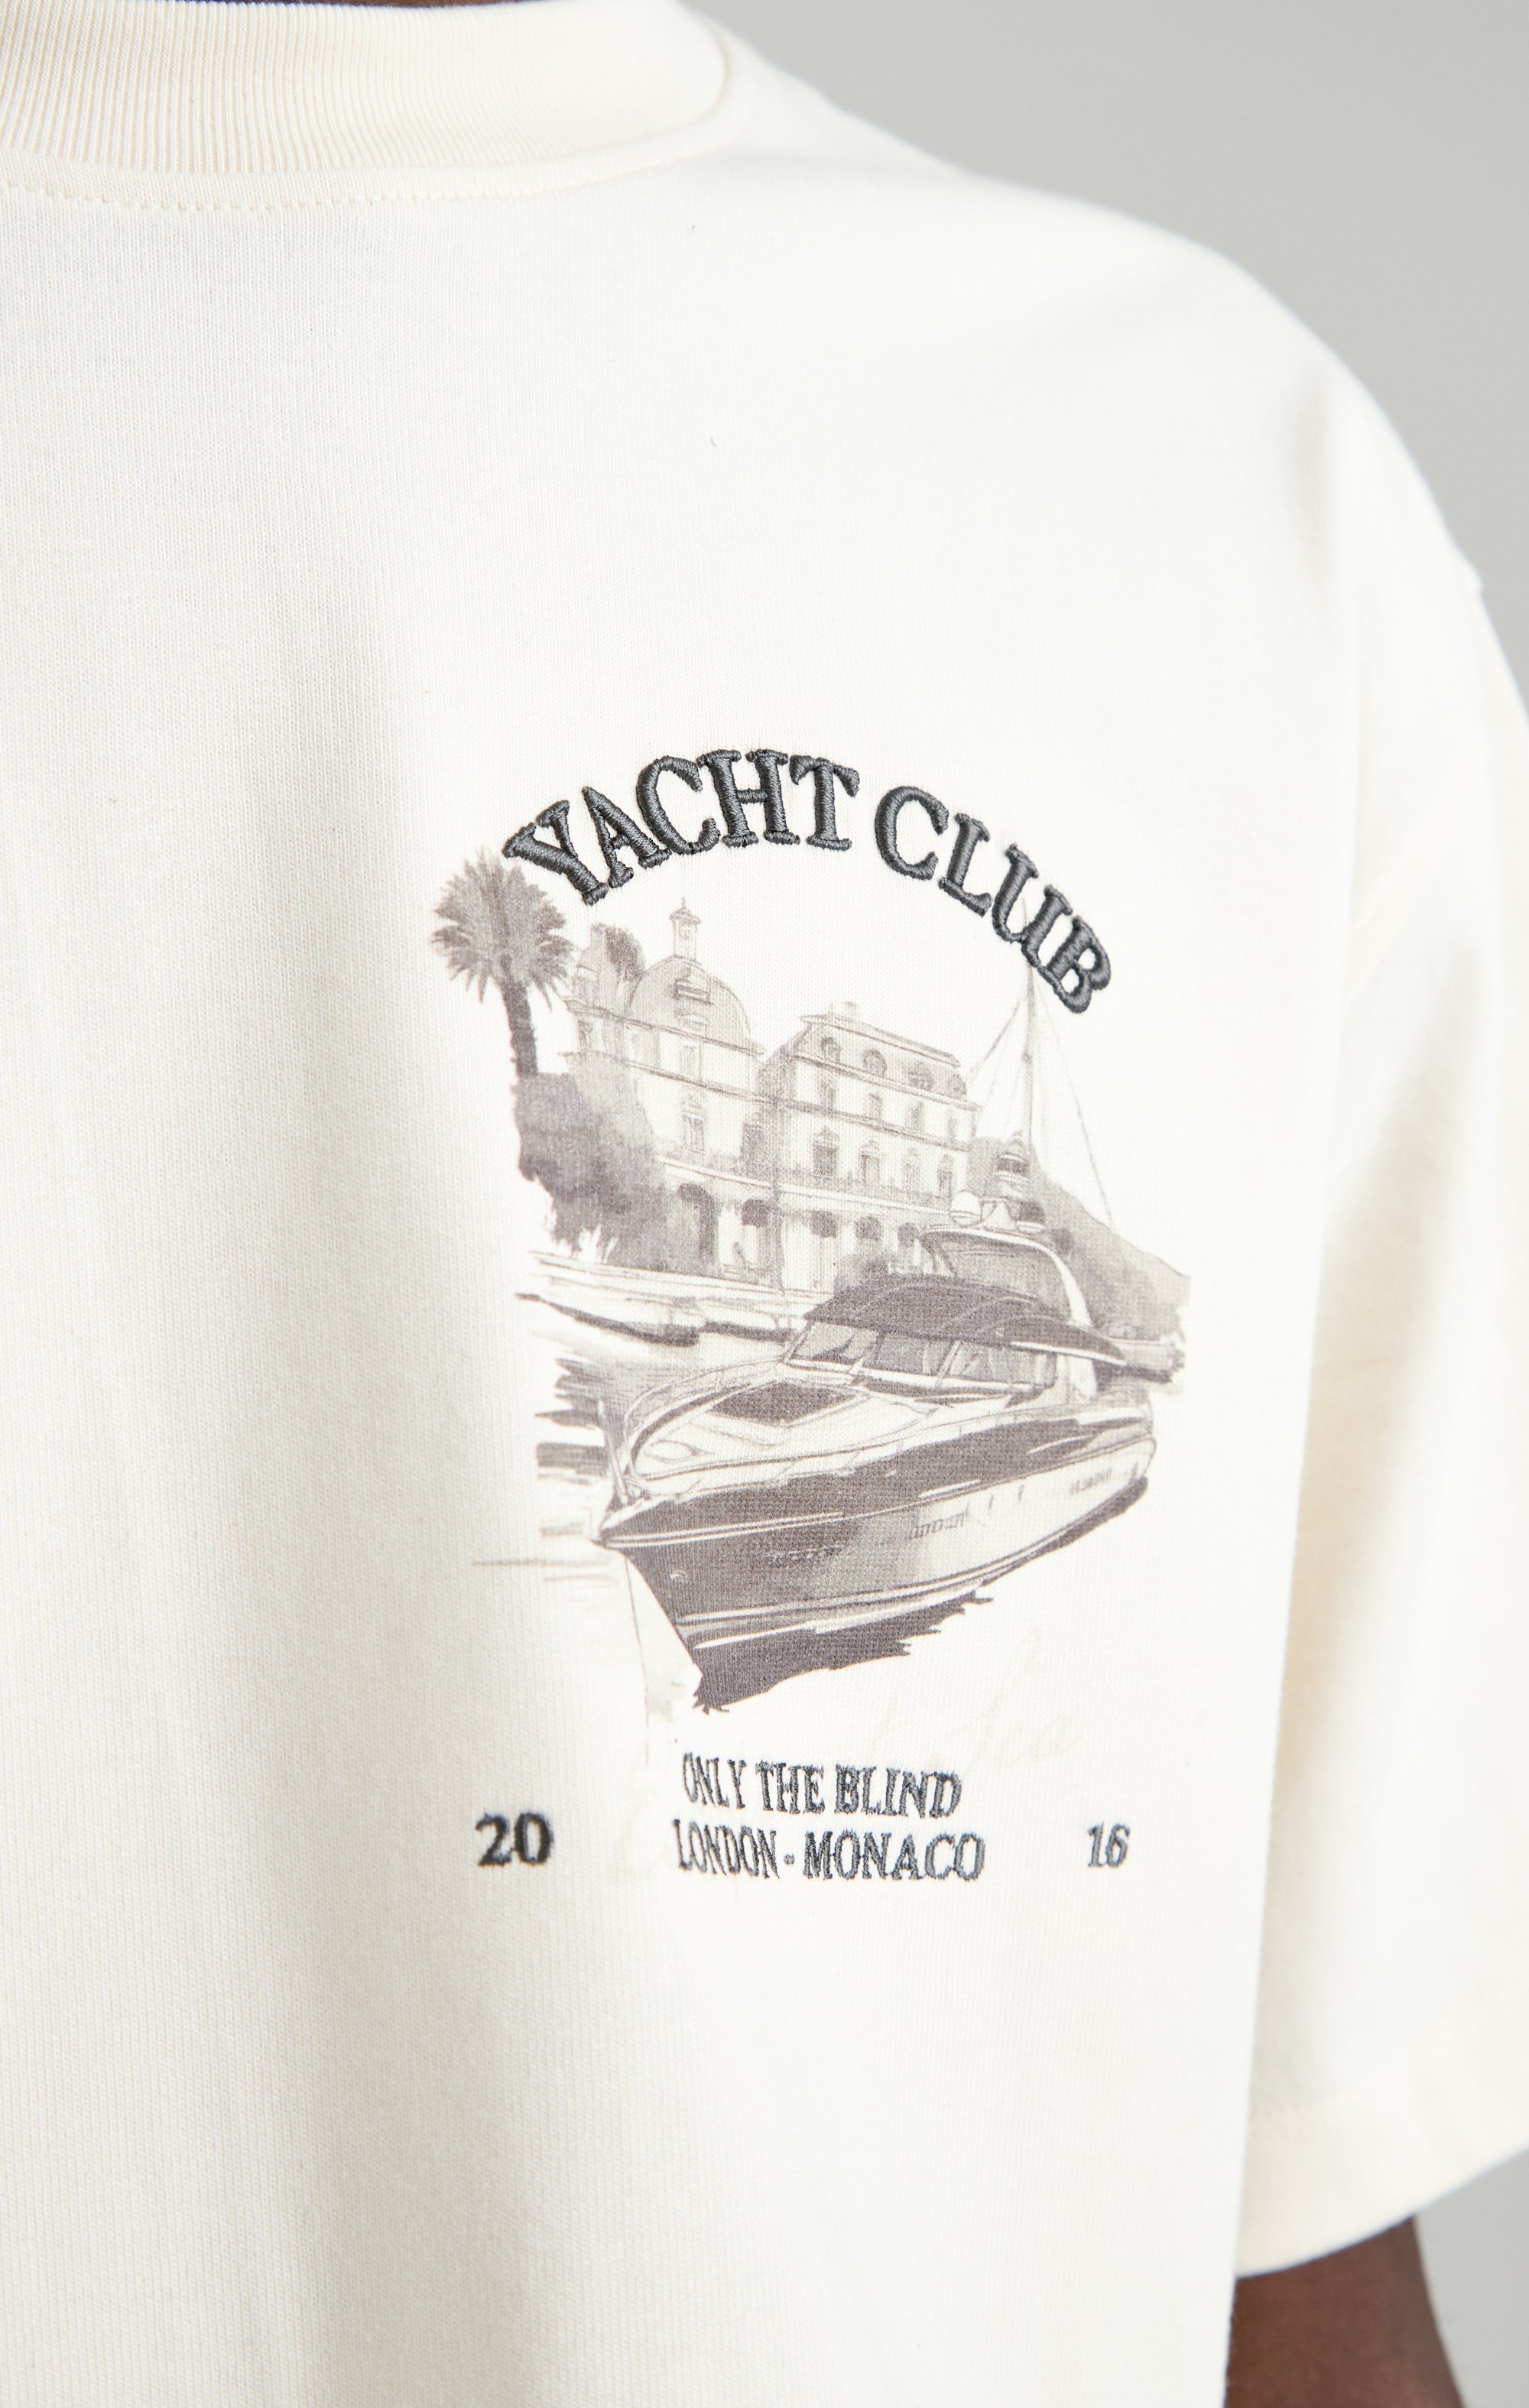 YACHT CLUB
ONLY THE BLIND
20 LONDON - MONACO 16